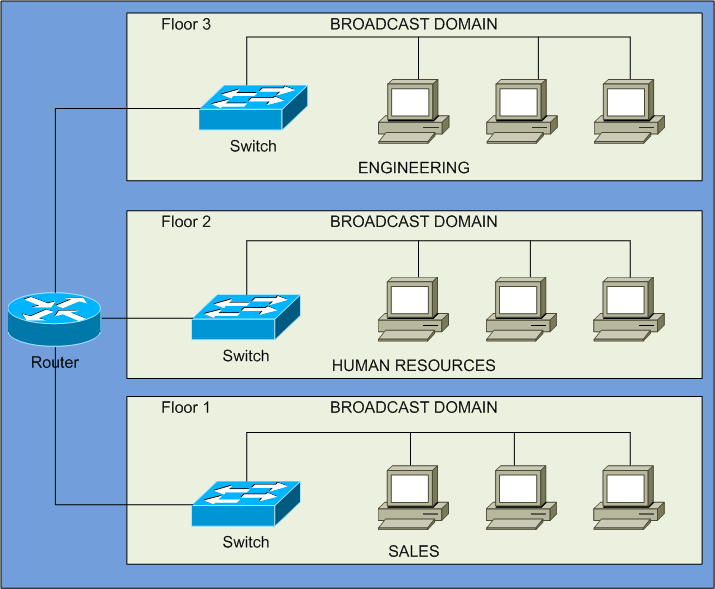 Floor 3
BROADCAST DOMAIN
Switch
ENGINEERING
Floor 2
BROADCAST DOMAIN
Switch
HUMAN RESOURCES
Router
Floor 1
BROADCAST DOMAIN
Switch
SALES